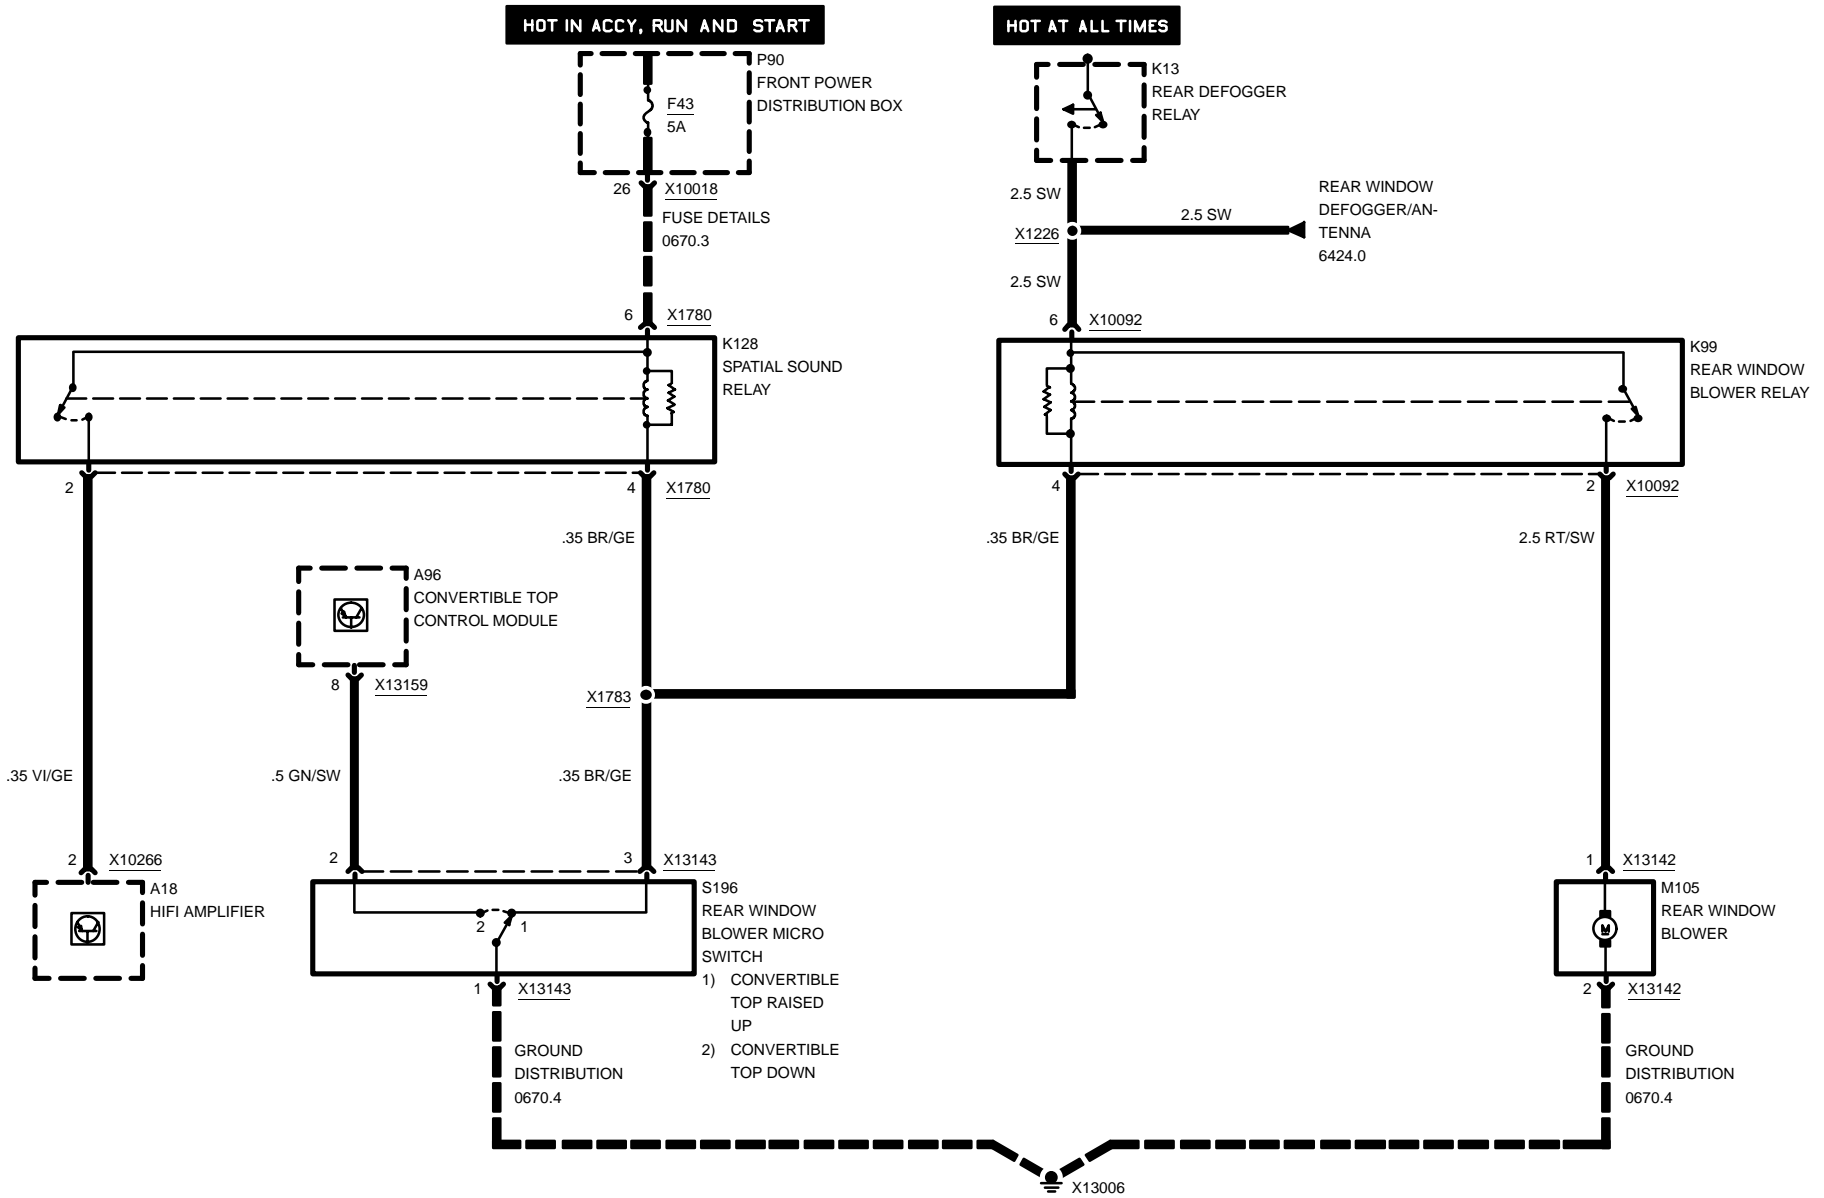 HOT IN ACCY, RUN AND START
HOT AT ALL TIMES
P90
FRONT POWER
DISTRIBUTION BOX
F43
5A
26
X10018
FUSE DETAILS
0670.3
K13
REAR DEFOGGER
RELAY
2.5 SW
X1226
2.5 SW
REAR WINDOW
DEFOGGER/AN-
TENNA
6424.0
2.5 SW
6
X1780
6
X10092
K128
SPATIAL SOUND
RELAY
K99
REAR WINDOW
BLOWER RELAY
2
4
X1780
4
2
X10092
.35 BR/GE
.35 BR/GE
2.5 RT/SW
A96
CONVERTIBLE TOP
CONTROL MODULE
8
X13159
X1783
.35 VI/GE
.5 GN/SW
.35 BR/GE
2
X10266
2
3
X13143
1
X13142
A18
HIFI AMPLIFIER
2
1
S196
REAR WINDOW
BLOWER MICRO
SWITCH
1) CONVERTIBLE
TOP RAISED
UP
2) CONVERTIBLE
TOP DOWN
M105
REAR WINDOW
BLOWER
M
1
X13143
2
X13142
GROUND
DISTRIBUTION
0670.4
GROUND
DISTRIBUTION
0670.4
X13006